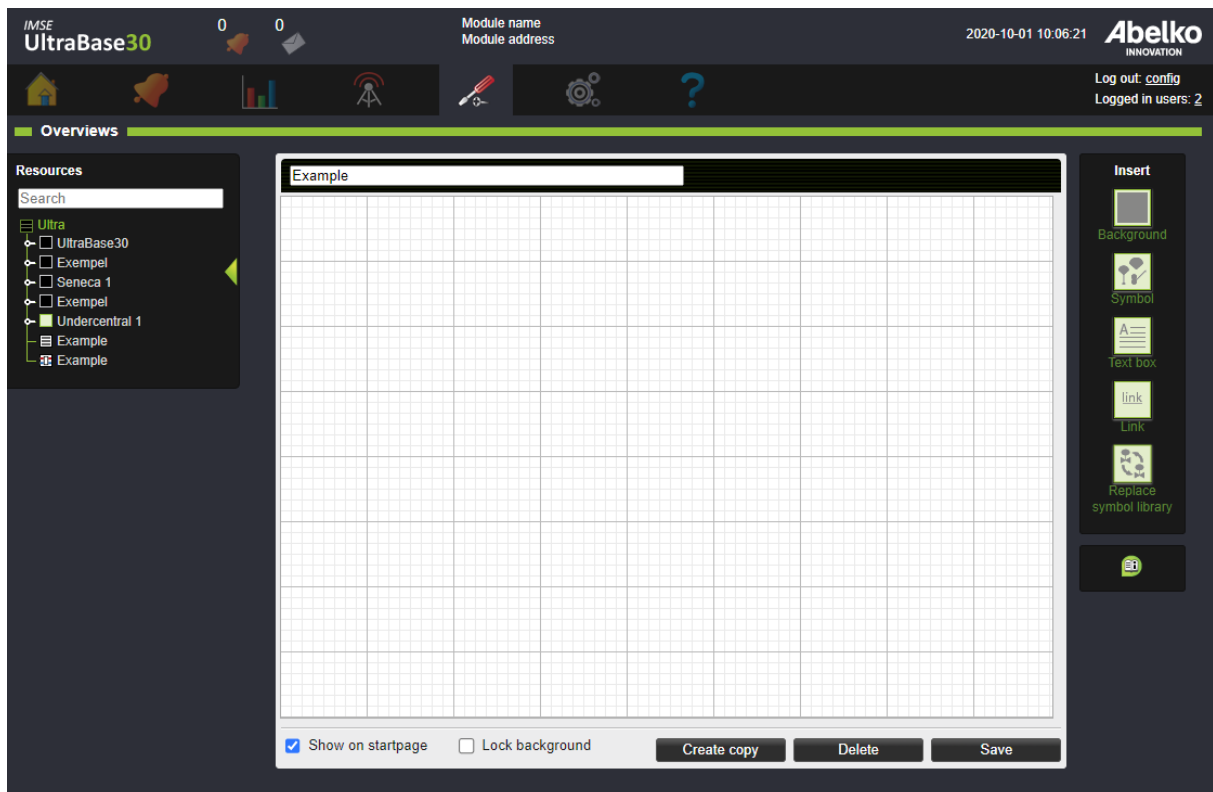 IMSE
UltraBase30
0
0
Module name
Module address
2020-10-01 10:06:21
Abelko
INNOVATION
Log out: config
Logged in users: 2
Overviews
Resources
Search
Ultra
UltraBase30
Exempel
Seneca 1
Exempel
Undercentral 1
Example
Example
Example
Insert
Background
Symbol
A
Text box
link
Link
Replace
symbol library
Show on startpage
Lock background
Create copy
Delete
Save